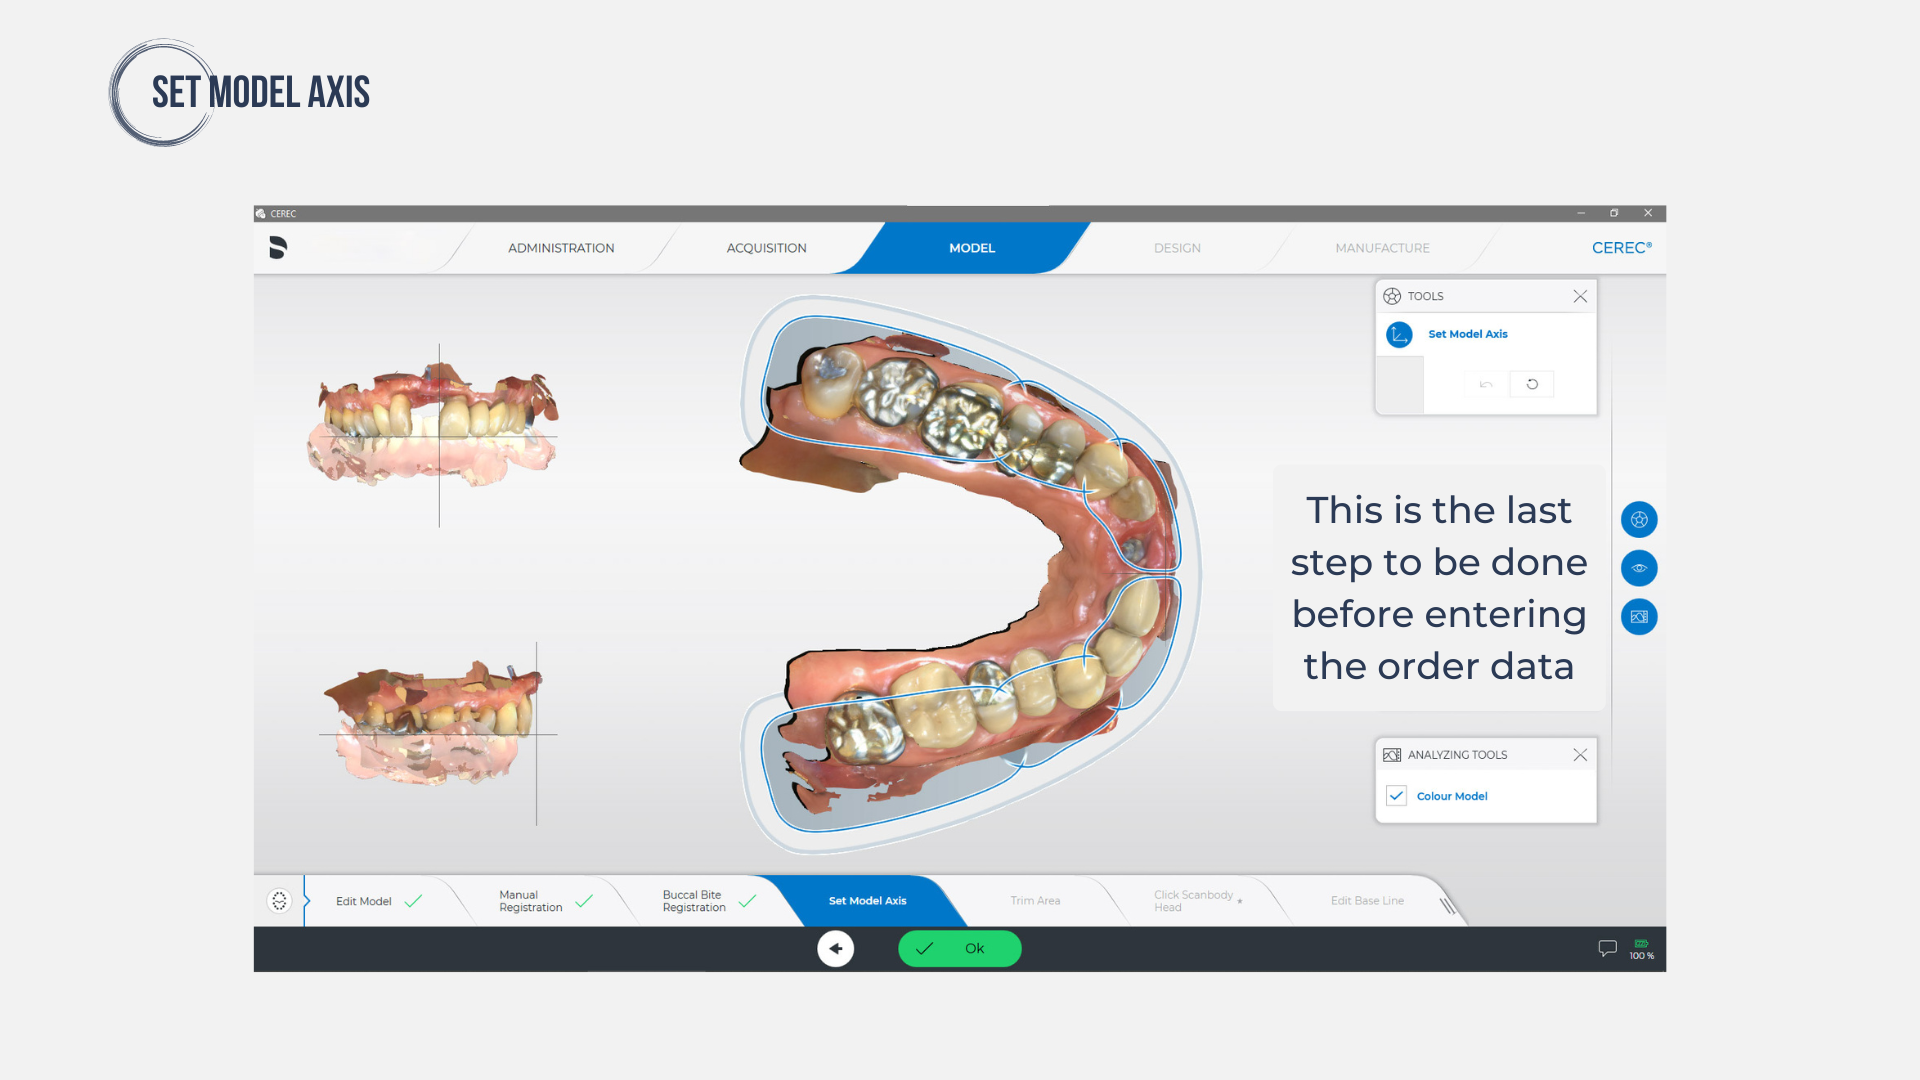 SET MODEL AXIS
CEREC
ADMINISTRATION
ACQUISITION
MODEL
DESIGN
MANUFACTURE
CEREC®
TOOLS
Set Model Axis
This is the last
step to be done
before entering
the order data
ANALYZING TOOLS
Colour Model
Edit Model
Manual
Registration
Buccal Bite
Registration
Set Model Axis
Trim Area
Click Scanbody
Head
Edit Base Line
Ok
100 %